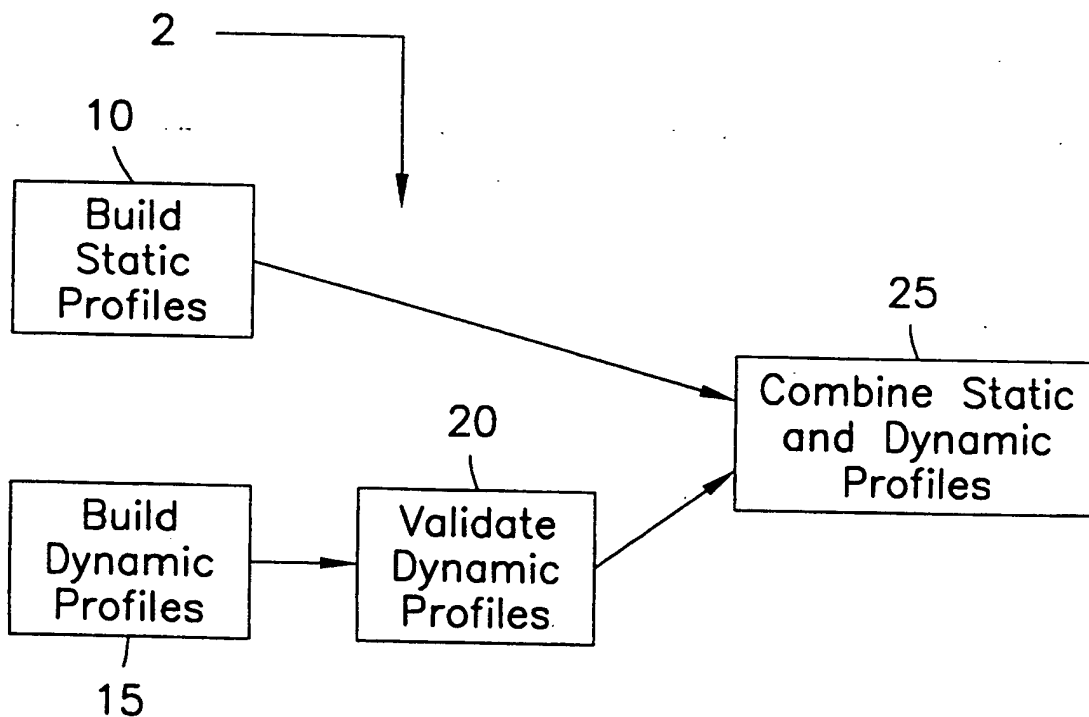 2
10
Build
Static
Profiles
25
Combine Static
and Dynamic
Profiles
20
Build
Dynamic
Profiles
Validate
Dynamic
Profiles
15